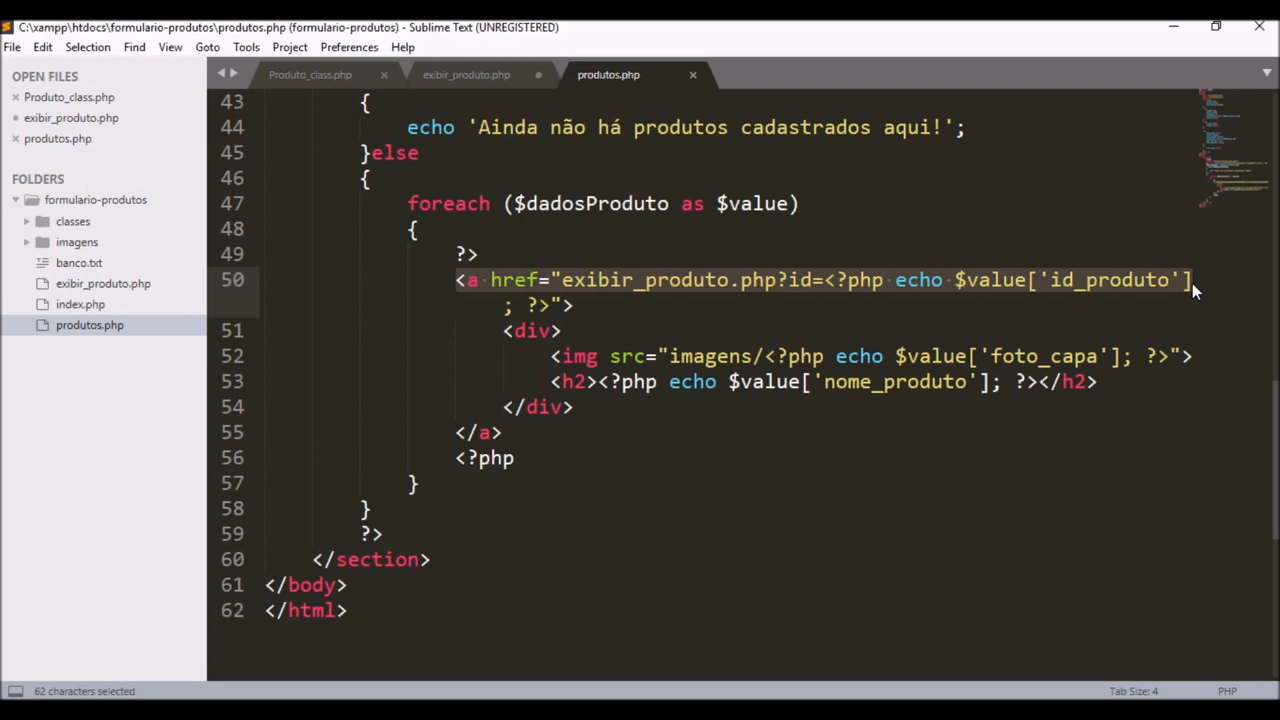 C:\xampp\htdocs\formulario-produtos\produtos.php (formulario-produtos) - Sublime Text (UNREGISTERED)
File Edit Selection Find View Goto Tools Project Preferences Help
OPEN FILES
Produto_class.php
exibir_produto.php
produtos.php
FOLDERS
formulario-produtos
classes
imagens
banco.txt
exibir_produto.php
index.php
produtos.php
Produto_class.php exibir_produto.php produtos.php
43 {
44 echo 'Ainda não há produtos cadastrados aqui!';
45 }else
46 {
47 foreach ($dadosProduto as $value)
48 {
49 ?>
50 <a href="exibir_produto.php?id=<?php echo $value['id_produto']
; ?>">
51 <div>
52 <img src="imagens/<?php echo $value['foto_capa']; ?>">
53 <h2><?php echo $value['nome_produto']; ?></h2>
54 </div>
55 </a>
56 <?php
57 }
58 }
59 ?>
60 </section>
61 </body>
62 </html>
62 characters selected Tab Size: 4 PHP